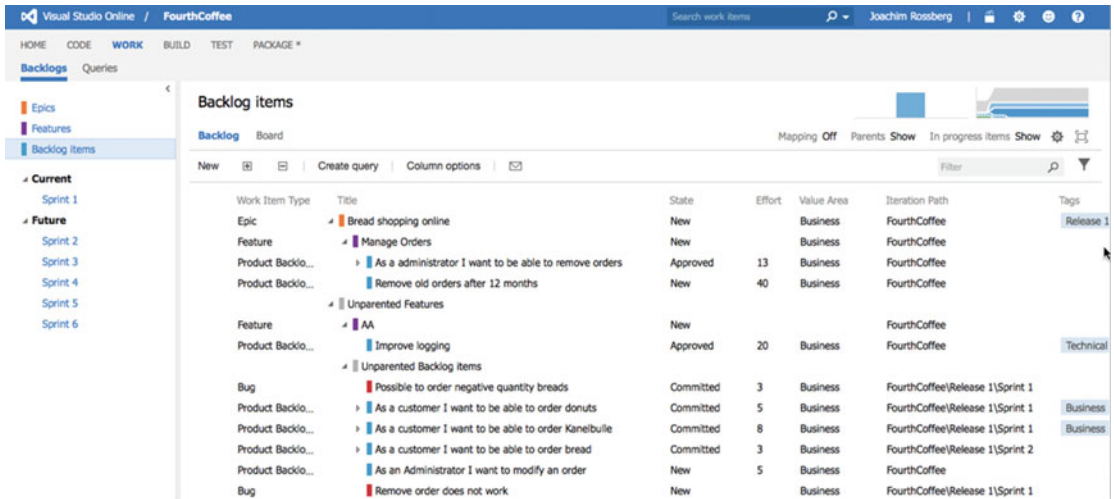 Visual Studio Online / FourthCoffee Search work items Joachim Rossberg |
HOME CODE WORK BUILD TEST PACKAGE *
Backlogs Queries
Epics
Features
Backlog items
Current
Sprint 1
Future
Sprint 2
Sprint 3
Sprint 4
Sprint 5
Sprint 6
Backlog items
Backlog Board Mapping Off Parents Show In progress items Show
New Create query Column options Filter
Work Item Type Title State Effort Value Area Iteration Path Tags
Epic Bread shopping online New Business FourthCoffee Release 1
Feature Manage Orders New Business FourthCoffee
Product Backlo... As a administrator I want to be able to remove orders Approved 13 Business FourthCoffee
Product Backlo... Remove old orders after 12 months New 40 Business FourthCoffee
Unparented Features
Feature AA New FourthCoffee
Product Backlo... Improve logging Approved 20 Business FourthCoffee Technical
Unparented Backlog items
Bug Possible to order negative quantity breads Committed 3 Business FourthCoffee\Release 1\Sprint 1
Product Backlo... As a customer I want to be able to order donuts Committed 5 Business FourthCoffee\Release 1\Sprint 1 Business
Product Backlo... As a customer I want to be able to order Kanelbulle Committed 8 Business FourthCoffee\Release 1\Sprint 1 Business
Product Backlo... As a customer I want to be able to order bread Committed 3 Business FourthCoffee\Release 1\Sprint 2
Product Backlo... As an Administrator I want to modify an order New 5 Business FourthCoffee
Bug Remove order does not work New Business FourthCoffee\Release 1\Sprint 1